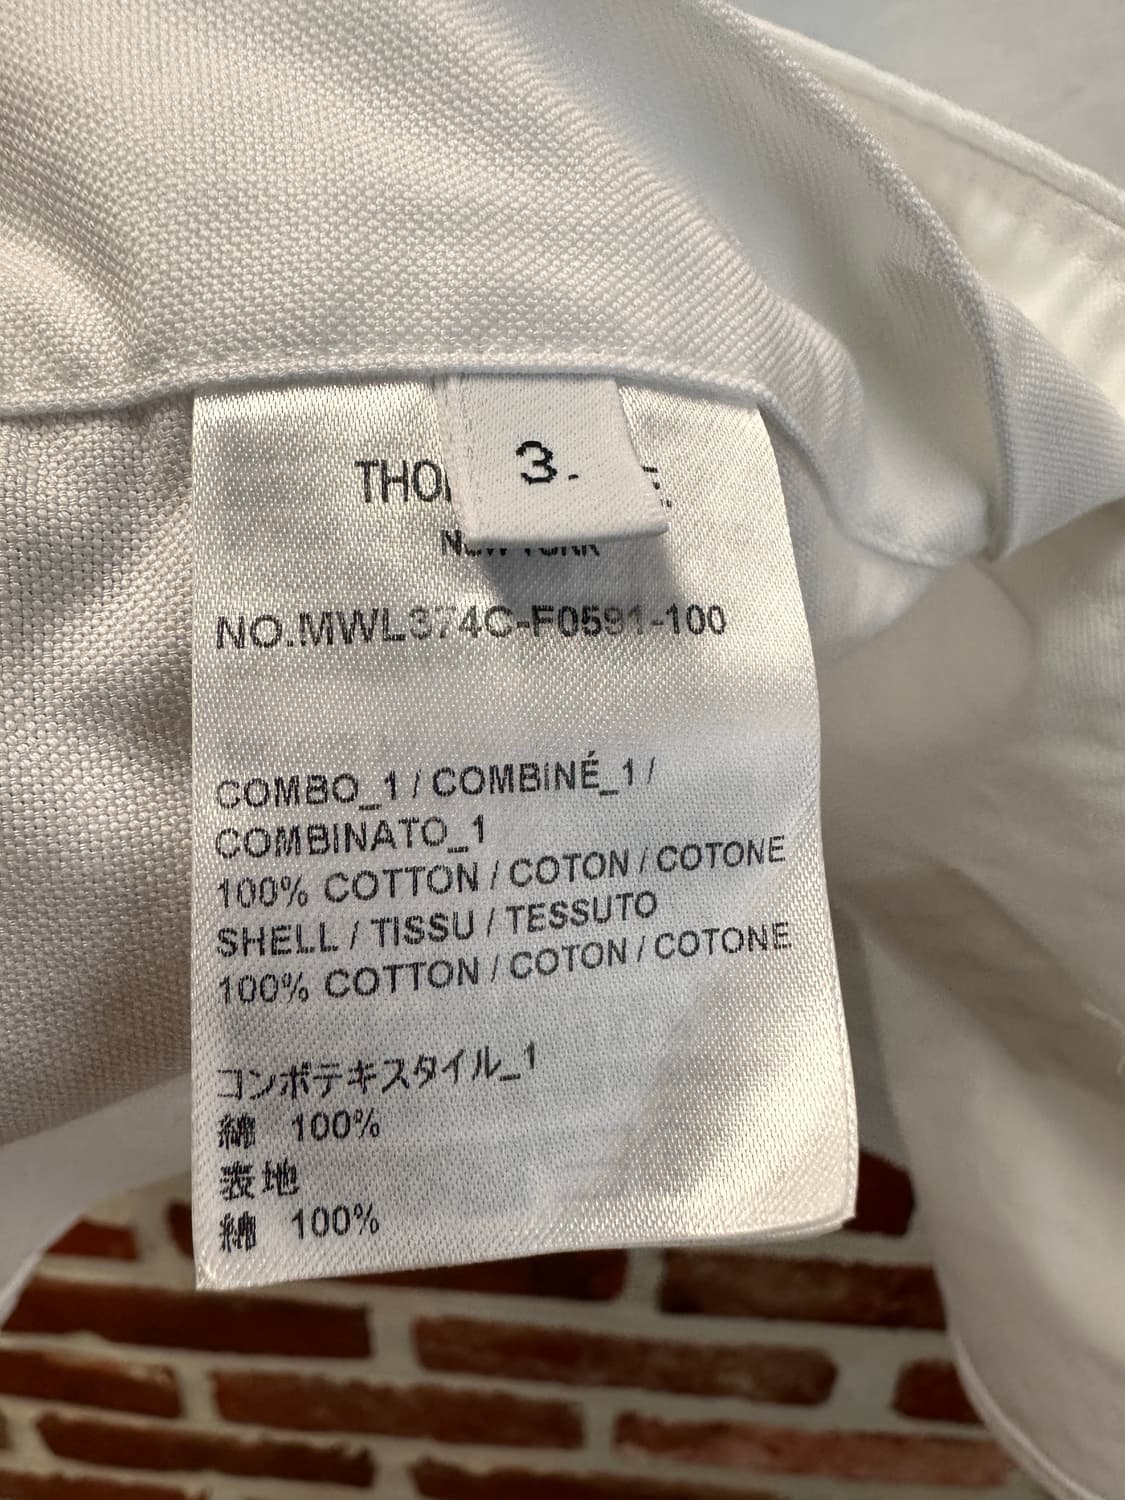 3.
NO.MWL374C-F0591-100
COMBO_1 / COMBINÉ_1 /
COMBINATO_1
100% COTTON / COTON / COTONE
SHELL / TISSU / TESSUTO
100% COTTON / COTON / COTONE
コンボテキスタイル_1
綿 100%
表地
綿 100%